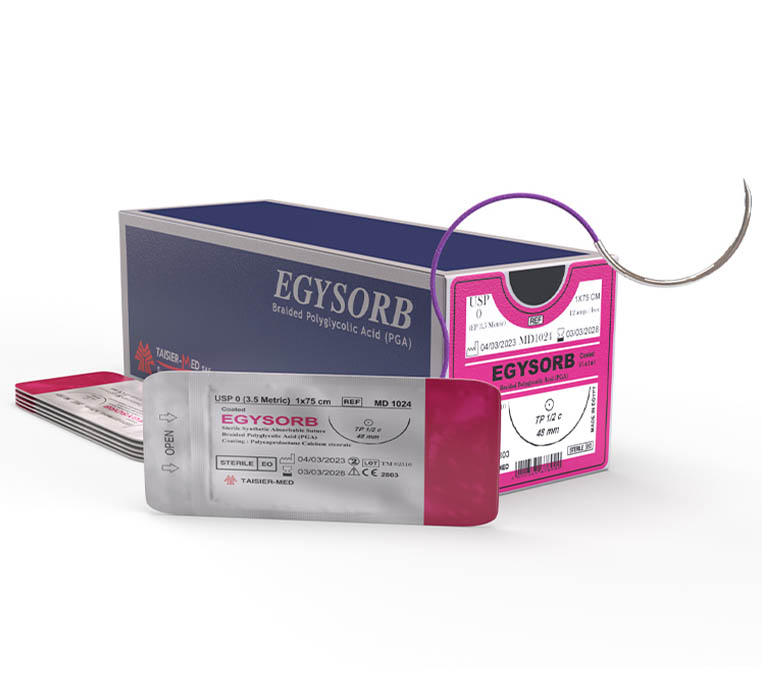 EGYSORB
Braided Polyglycolic Acid (PGA)
TAISIER-MED
USP
0
(EP 3.5 Metric)
1X75 CM
REF
04/03/2023 MD1024 03/03/2028
EGYSORB Coated
Violet
Braided Polyglycolic Acid (PGA)
TP 1/2 c
48 mm
MADE IN EGYPT
STERILE EO
OPEN
USP 0 (3.5 Metric) 1x75 cm REF MD 1024
Coated
EGYSORB
Sterile Synthetic Absorbable Suture
Braided Polyglycolic Acid (PGA)
Coating : Polycaprolactone Calcium stearate
TP 1/2 c
48 mm
STERILE EO
04/03/2023 2 LOT
03/03/2028 CE 2803
TAISIER-MED